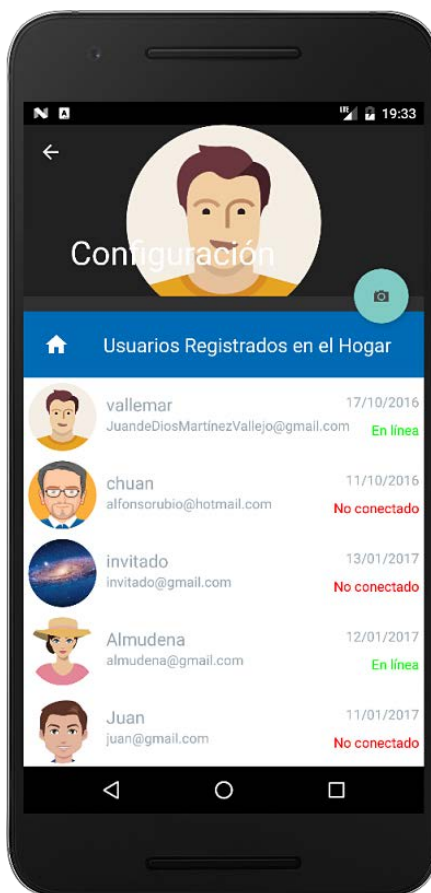 19:33
Configuración
Usuarios Registrados en el Hogar
vallemar 17/10/2016
JuandeDiosMartínezVallejo@gmail.com En línea
chuan 11/10/2016
alfonsorubio@hotmail.com No conectado
invitado 13/01/2017
invitado@gmail.com No conectado
Almudena 12/01/2017
almudena@gmail.com En línea
Juan 11/01/2017
juan@gmail.com No conectado